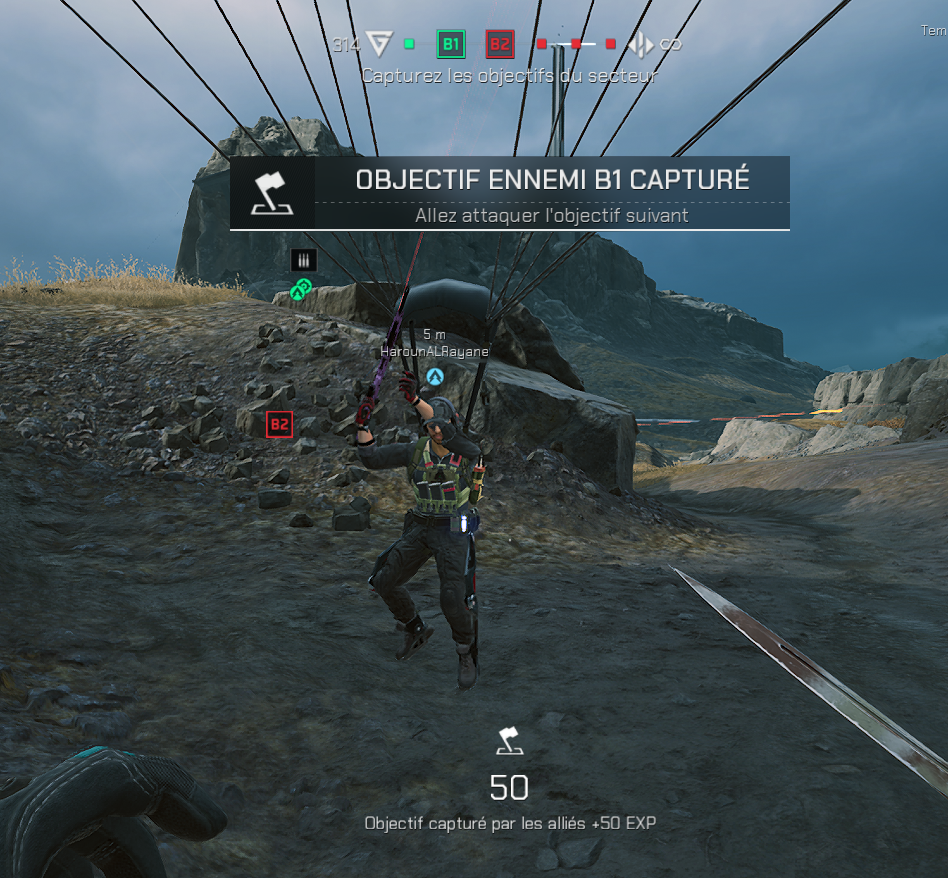 Tem
314 B1 B2 ∞
Capturez les objectifs du secteur
OBJECTIF ENNEMI B1 CAPTURÉ
Allez attaquer l'objectif suivant
5 m
HarounALRayane
B2
50
Objectif capturé par les alliés +50 EXP